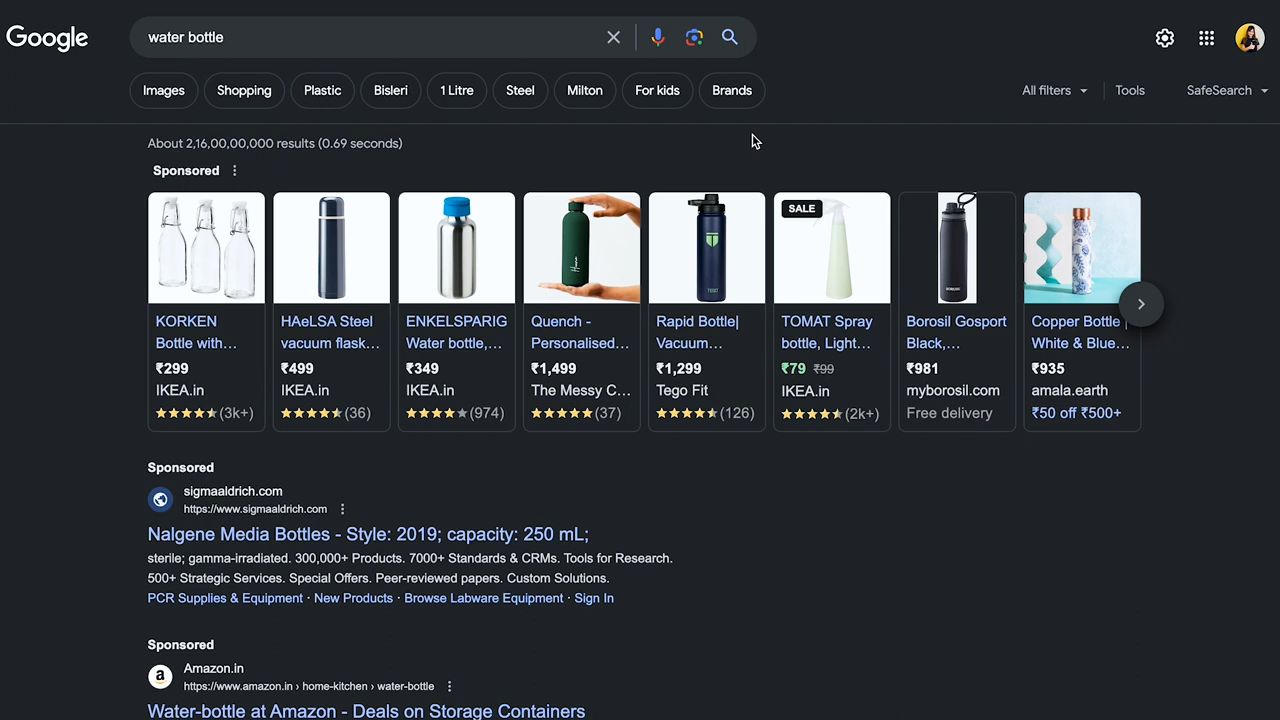 Google
water bottle
Images
Shopping
Plastic
Bisleri
1 Litre
Steel
Milton
For kids
Brands
All filters
Tools
SafeSearch
About 2,16,00,00,000 results (0.69 seconds)
Sponsored
KORKEN
Bottle with...
₹299
IKEA.in
(3k+)
HAeLSA Steel
vacuum flask...
₹499
IKEA.in
(36)
ENKELSPARIG
Water bottle,...
₹349
IKEA.in
(974)
Quench -
Personalised...
₹1,499
The Messy C...
(37)
TEGO
Rapid Bottle|
Vacuum...
₹1,299
Tego Fit
(126)
SALE
TOMAT Spray
bottle, Light...
₹79 ₹99
IKEA.in
(2k+)
BOROSIL
Borosil Gosport
Black,...
₹981
myborosil.com
Free delivery
Copper Bottle |
White & Blue...
₹935
amala.earth
₹50 off ₹500+
Sponsored
sigmaaldrich.com
https://www.sigmaaldrich.com
Nalgene Media Bottles - Style: 2019; capacity: 250 mL;
sterile; gamma-irradiated. 300,000+ Products. 7000+ Standards & CRMs. Tools for Research.
500+ Strategic Services. Special Offers. Peer-reviewed papers. Custom Solutions.
PCR Supplies & Equipment · New Products · Browse Labware Equipment · Sign In
Sponsored
a
Amazon.in
https://www.amazon.in › home-kitchen › water-bottle
Water-bottle at Amazon - Deals on Storage Containers